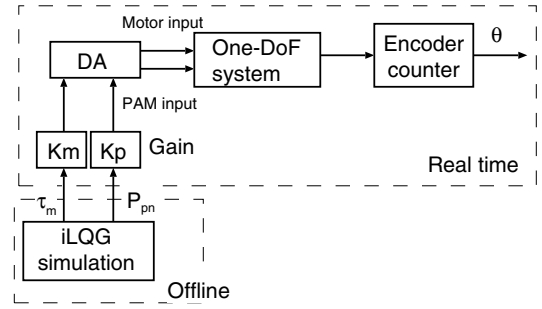 Motor input
DA
One-DoF
system
Encoder
counter
θ
PAM input
Km
Kp
Gain
Real time
τm
Ppn
iLQG
simulation
Offline